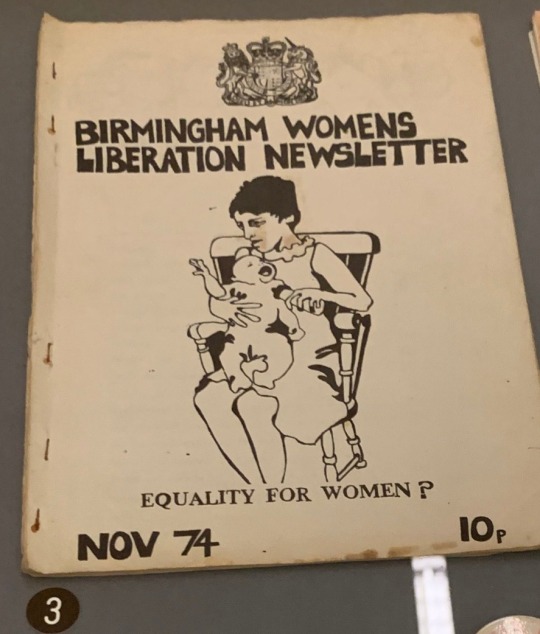 BIRMINGHAM WOMENS
LIBERATION NEWSLETTER
EQUALITY FOR WOMEN?
NOV 74
10p
3